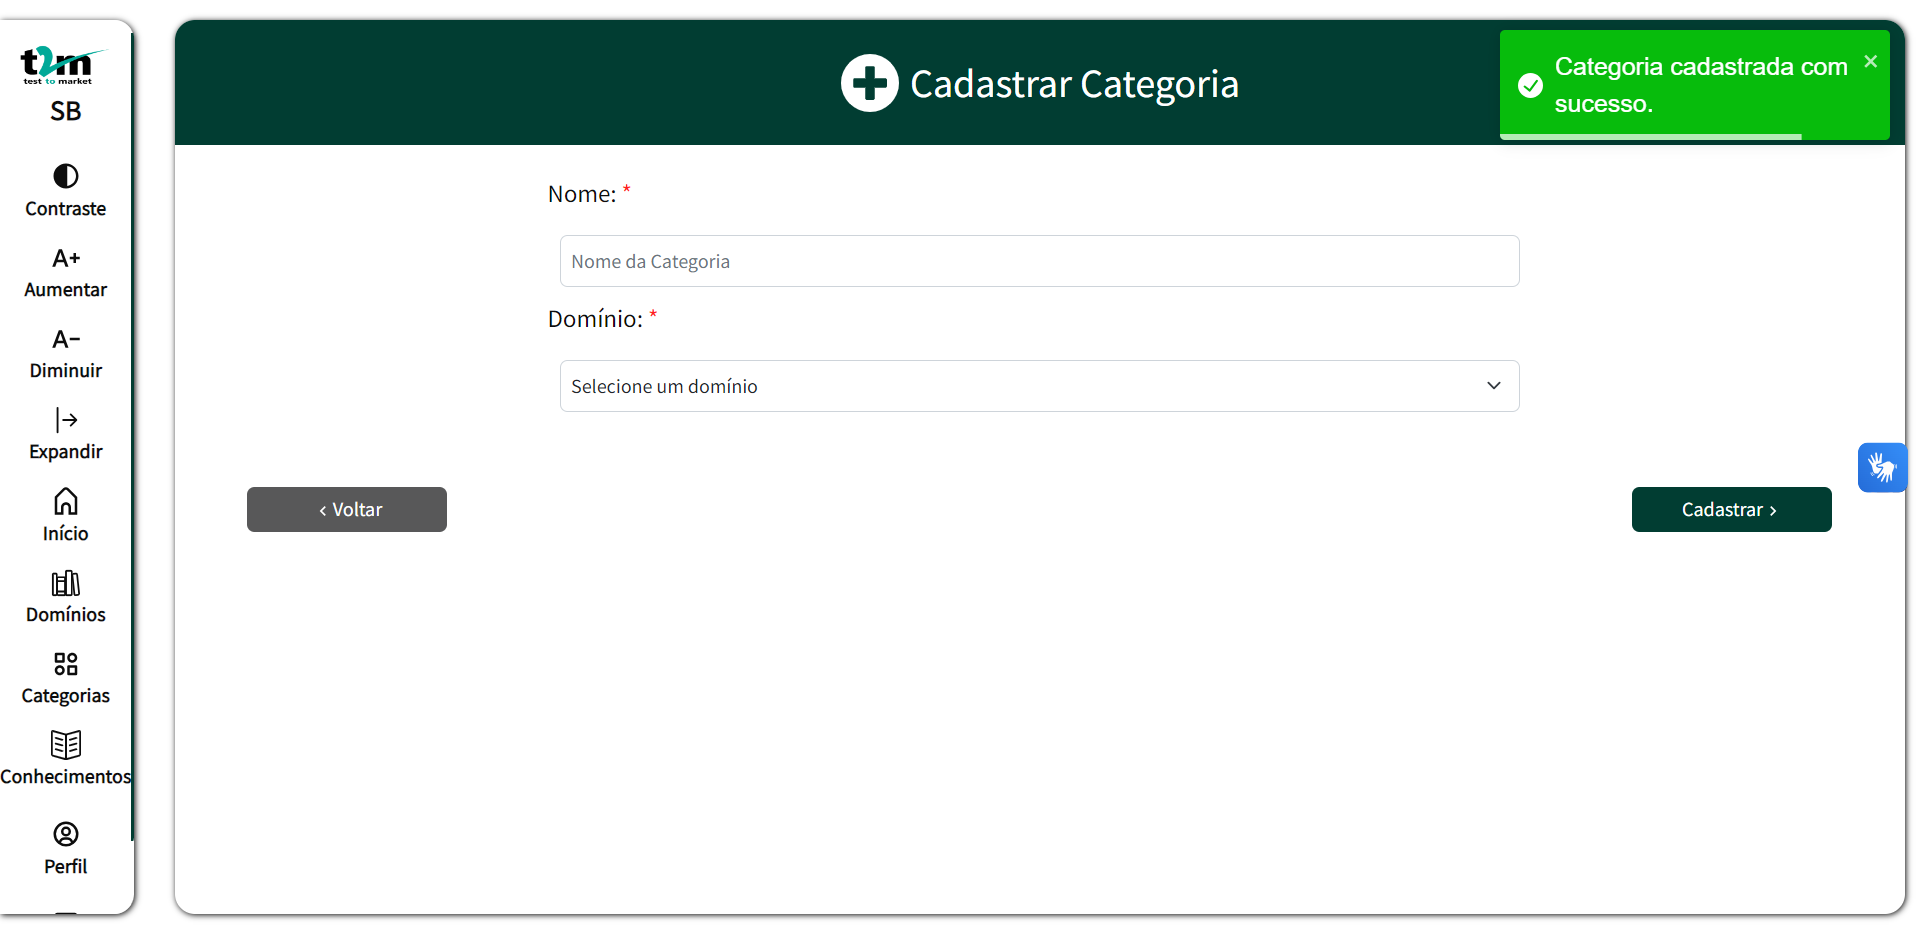 t2m
test to market
SB
Contraste
A+
Aumentar
A-
Diminuir
Expandir
Início
Domínios
Categorias
Conhecimentos
Perfil
Cadastrar Categoria
Categoria cadastrada com
sucesso.
Nome: *
Nome da Categoria
Domínio: *
Selecione um domínio
‹ Voltar
Cadastrar ›